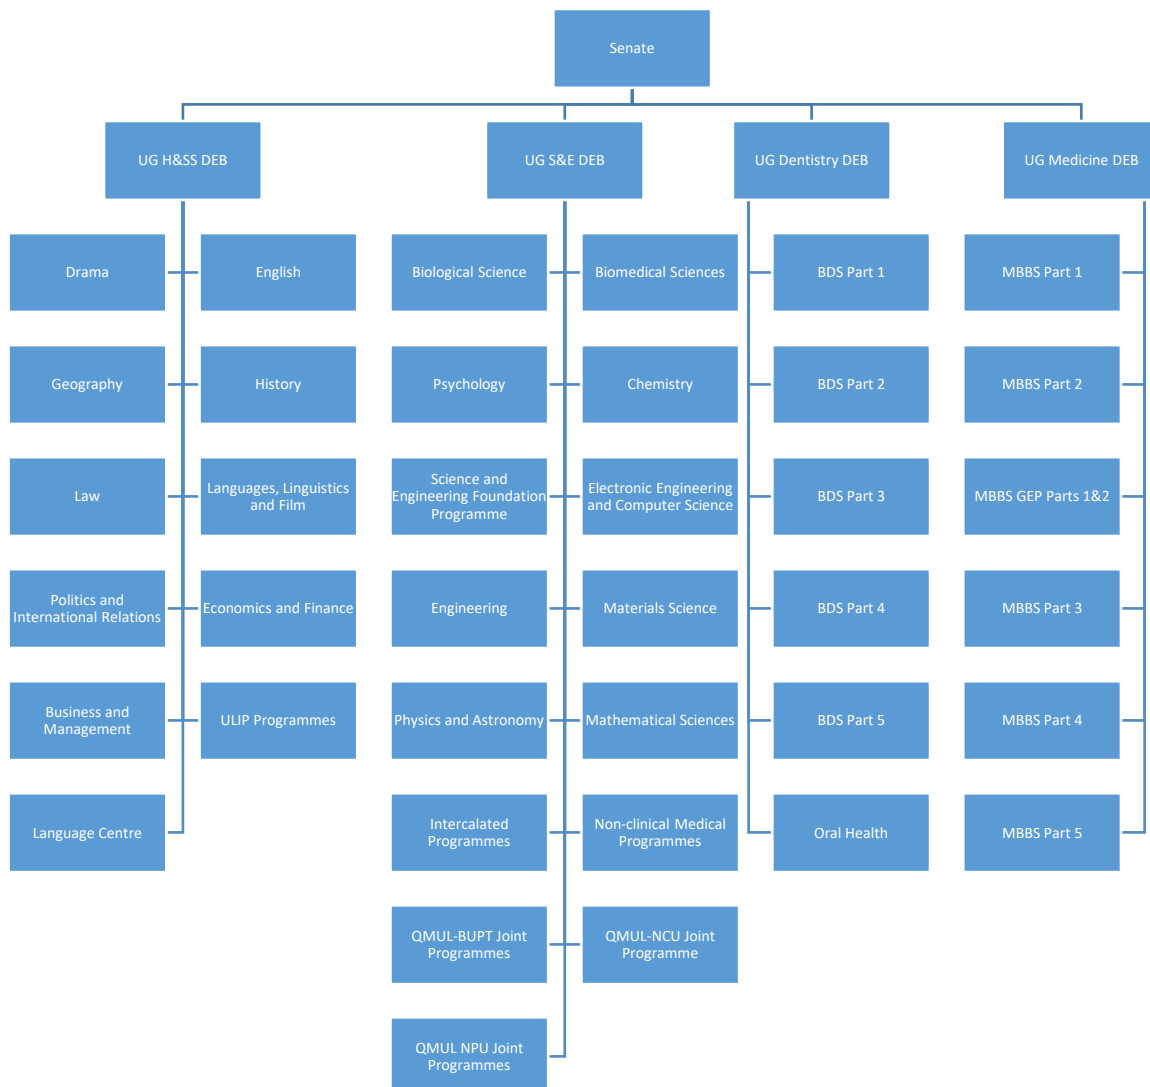 Senate
UG H&SS DEB
UG S&E DEB
UG Dentistry DEB
UG Medicine DEB
Drama
English
Biological Science
Biomedical Sciences
BDS Part 1
MBBS Part 1
Geography
History
Psychology
Chemistry
BDS Part 2
MBBS Part 2
Law
Languages, Linguistics
and Film
Science and
Engineering Foundation
Programme
Electronic Engineering
and Computer Science
BDS Part 3
MBBS GEP Parts 1&2
Politics and
International Relations
Economics and Finance
Engineering
Materials Science
BDS Part 4
MBBS Part 3
Business and
Management
ULIP Programmes
Physics and Astronomy
Mathematical Sciences
BDS Part 5
MBBS Part 4
Language Centre
Intercalated
Programmes
Non-clinical Medical
Programmes
Oral Health
MBBS Part 5
QMUL-BUPT Joint
Programmes
QMUL-NCU Joint
Programme
QMUL NPU Joint
Programmes